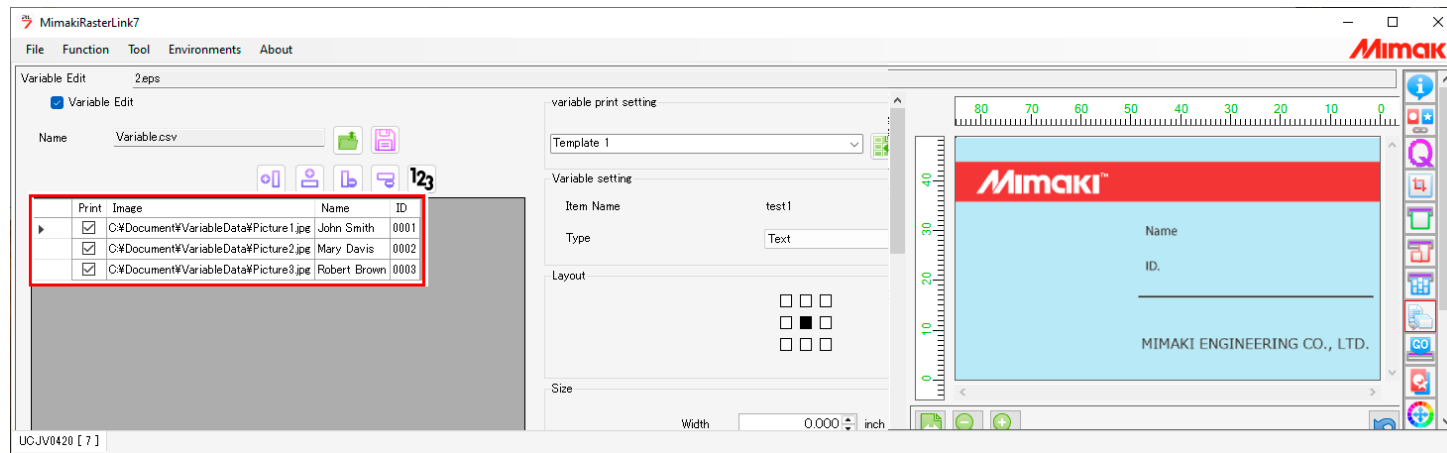 MimakiRasterLink7
File Function Tool Environments About
Mimaki
Variable Edit 2.eps
Variable Edit
Name Variable.csv
123
Print Image Name ID
C:¥Document¥VariableData¥Picture1.jpg John Smith 0001
C:¥Document¥VariableData¥Picture2.jpg Mary Davis 0002
C:¥Document¥VariableData¥Picture3.jpg Robert Brown 0003
variable print setting
Template 1
Variable setting
Item Name test1
Type Text
Layout
Size
Width 0.000 inch
80 70 60 50 40 30 20 10 0
40
30
20
10
0
Mimaki™
Name
ID.
MIMAKI ENGINEERING CO., LTD.
GO
UCJV0420 [ 7 ]